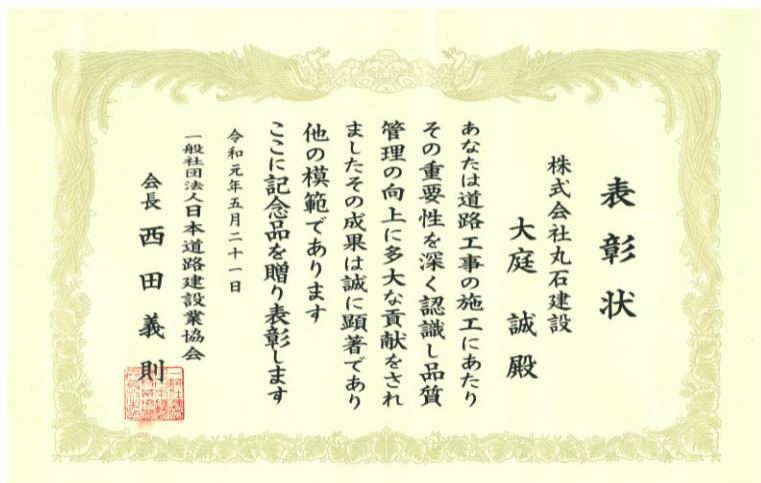 表彰状
株式会社丸石建設
大庭 誠 殿
あなたは道路工事の施工にあたり
その重要性を深く認識し品質
管理の向上に多大な貢献をされ
ましたその成果は誠に顕著であり
他の模範であります
ここに記念品を贈り表彰します
令和元年五月二十一日
一般社団法人日本道路建設業協会
会長 西田義則